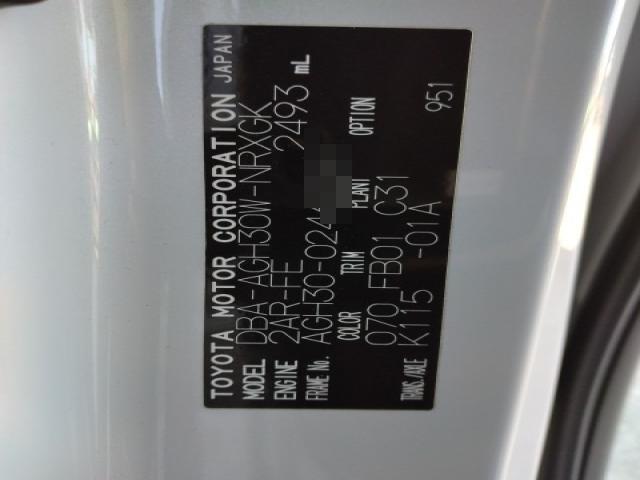 TOYOTA MOTOR CORPORATION JAPAN
MODEL DBA-AGH30W-NRXGK
ENGINE 2AR-FE 2493 mL
FRAME No. AGH30-024
COLOR TRIM PLANT OPTION
070 FB01 C31
TRANS./AXLE K115 -01A 951